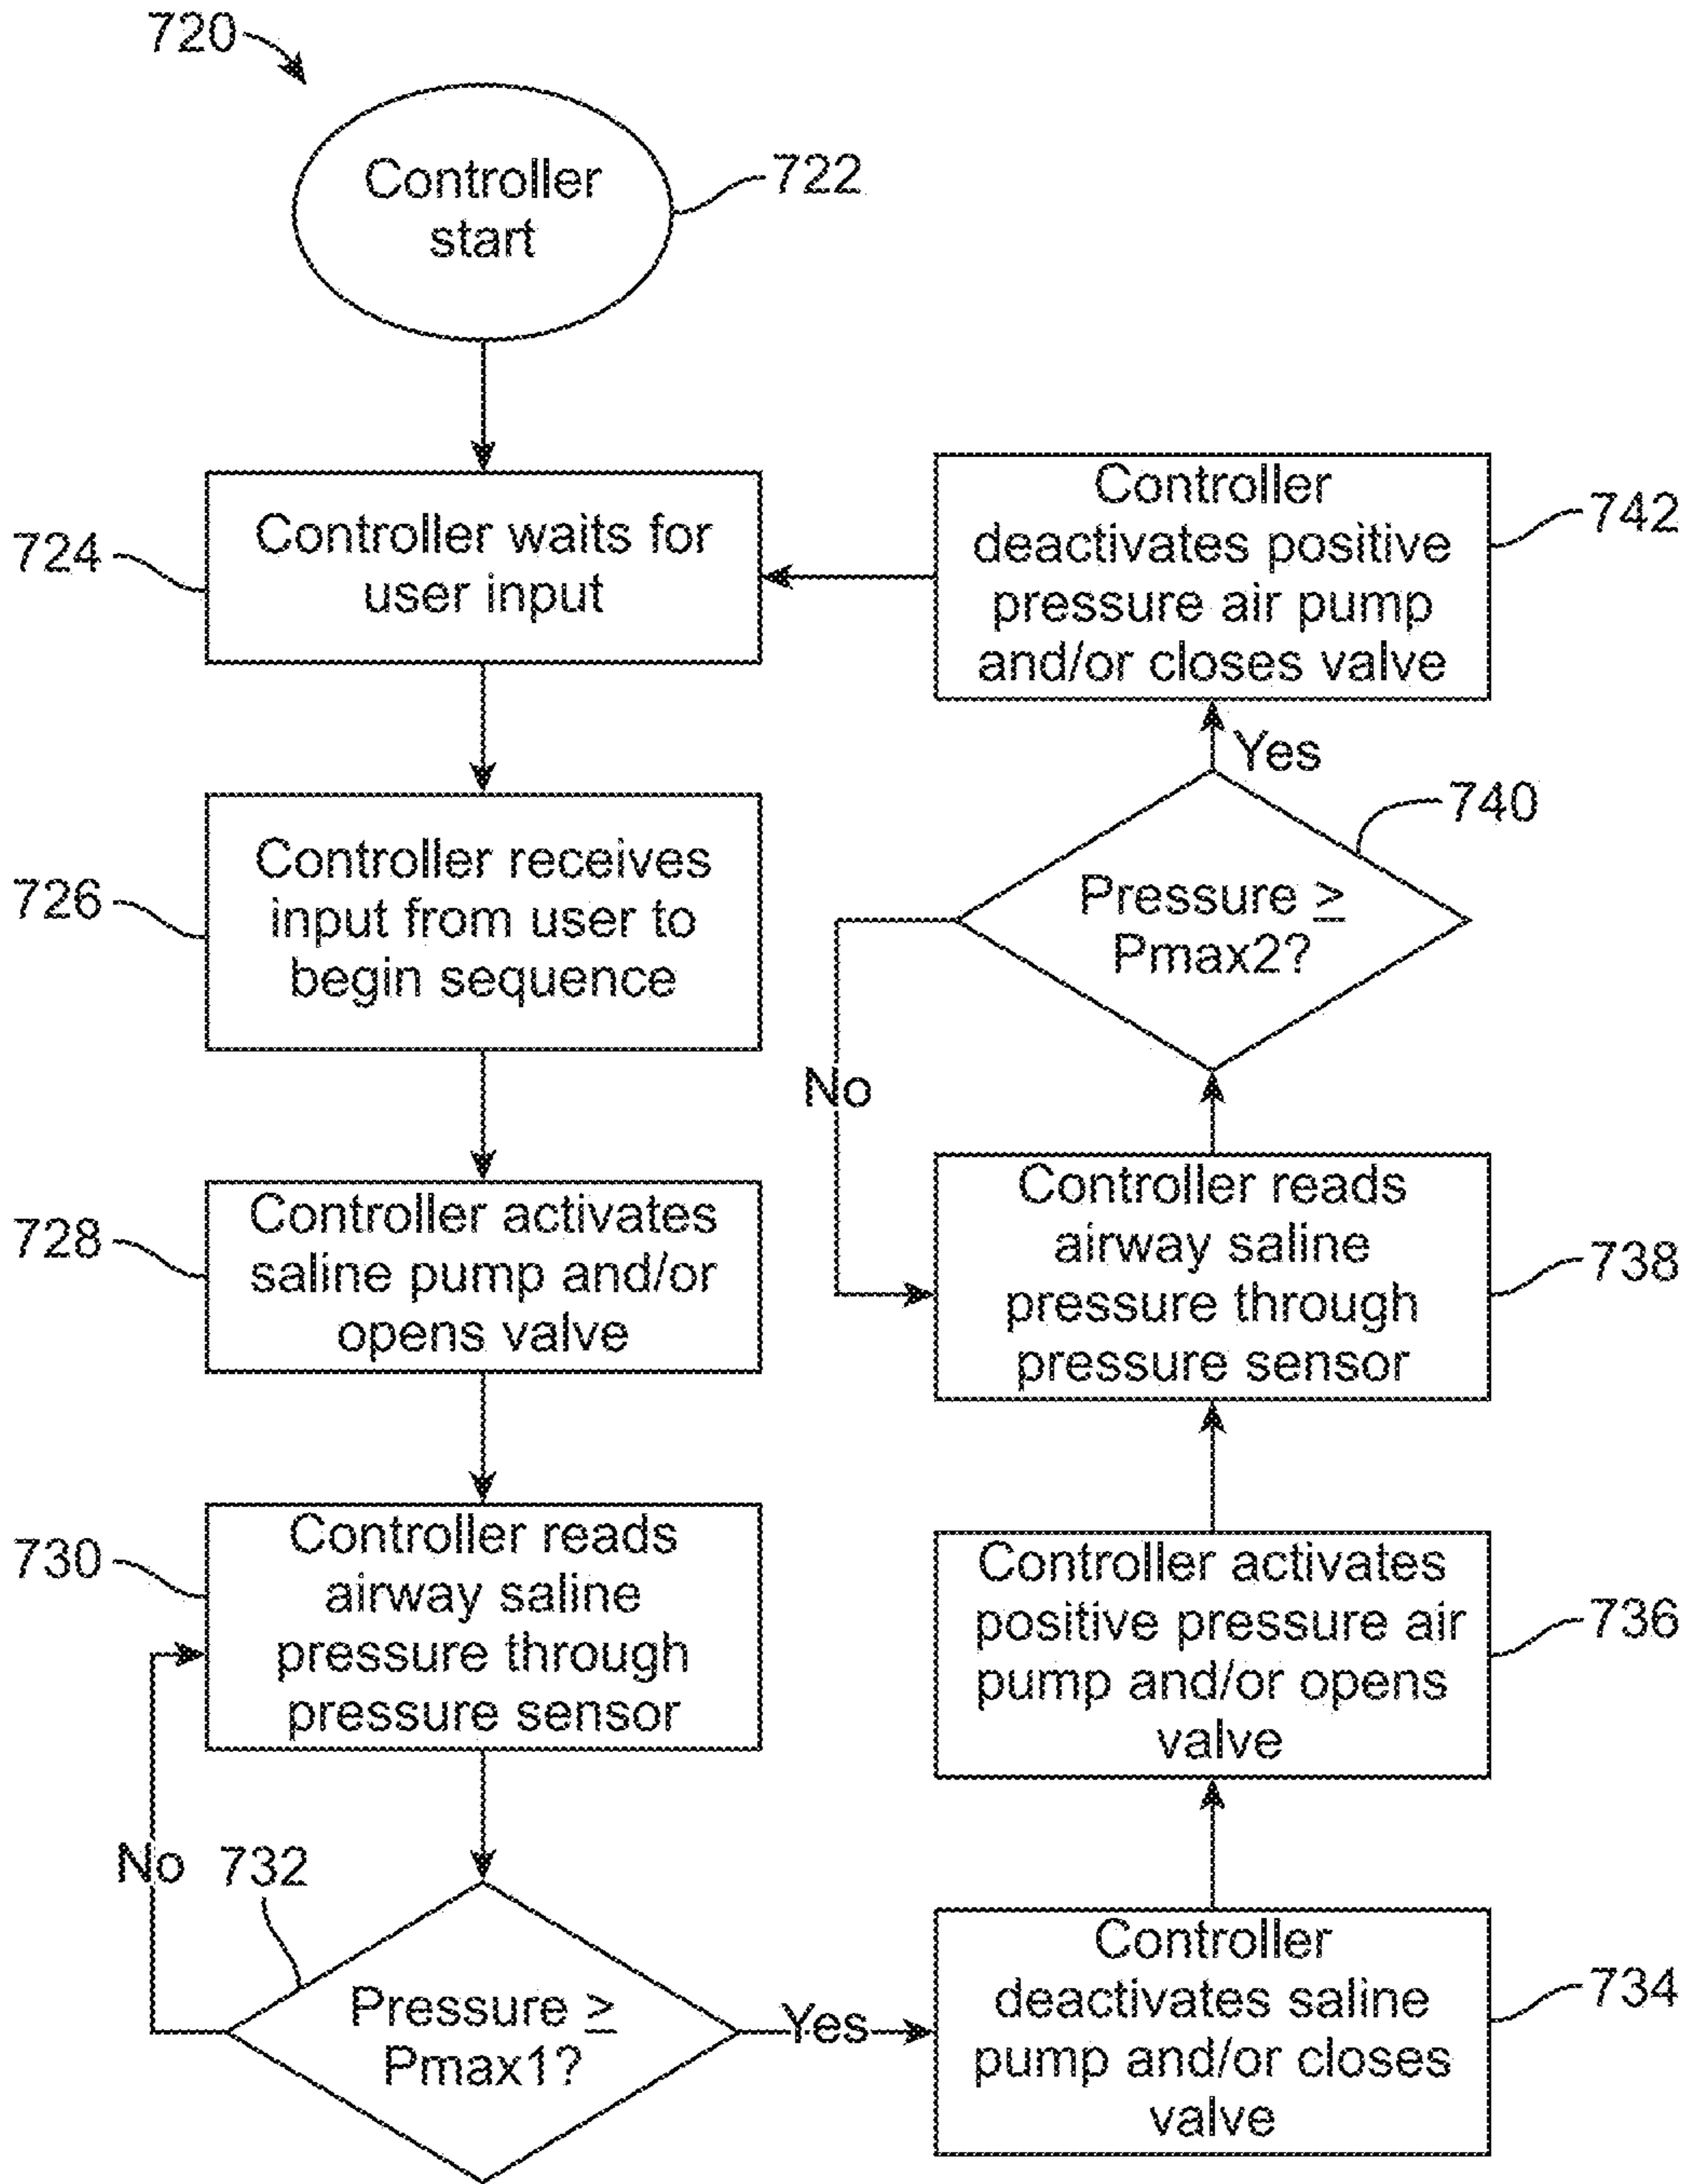 720
Controller
start
722
724
Controller waits for
user input
726
Controller receives
input from user to
begin sequence
728
Controller activates
saline pump and/or
opens valve
730
Controller reads
airway saline
pressure through
pressure sensor
No
732
Pressure ≥
Pmax1?
Yes
Controller
deactivates saline
pump and/or closes
valve
734
Controller activates
positive pressure air
pump and/or opens
valve
736
Controller reads
airway saline
pressure through
pressure sensor
738
No
Pressure ≥
Pmax2?
740
Yes
Controller
deactivates positive
pressure air pump
and/or closes valve
742